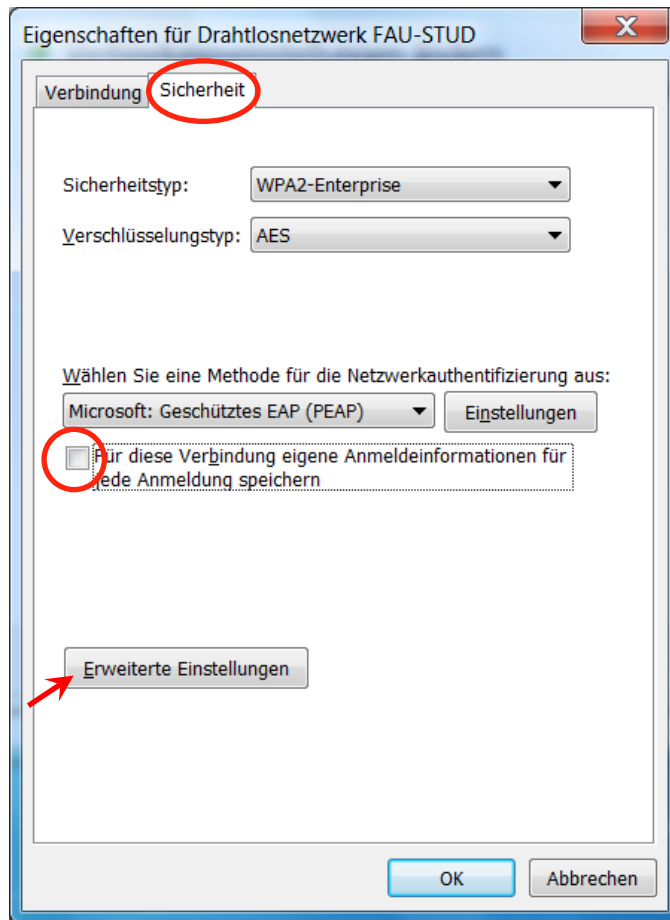 Eigenschaften für Drahtlosnetzwerk FAU-STUD
X
Verbindung Sicherheit
Sicherheitstyp: WPA2-Enterprise
Verschlüsselungstyp: AES
Wählen Sie eine Methode für die Netzwerkauthentifizierung aus:
Microsoft: Geschütztes EAP (PEAP) Einstellungen
Für diese Verbindung eigene Anmeldeinformationen für
jede Anmeldung speichern
Erweiterte Einstellungen
OK Abbrechen